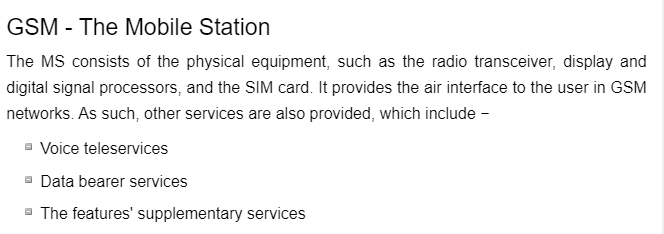 GSM - The Mobile Station
The MS consists of the physical equipment, such as the radio transceiver, display and
digital signal processors, and the SIM card. It provides the air interface to the user in GSM
networks. As such, other services are also provided, which include −
Voice teleservices
Data bearer services
The features' supplementary services